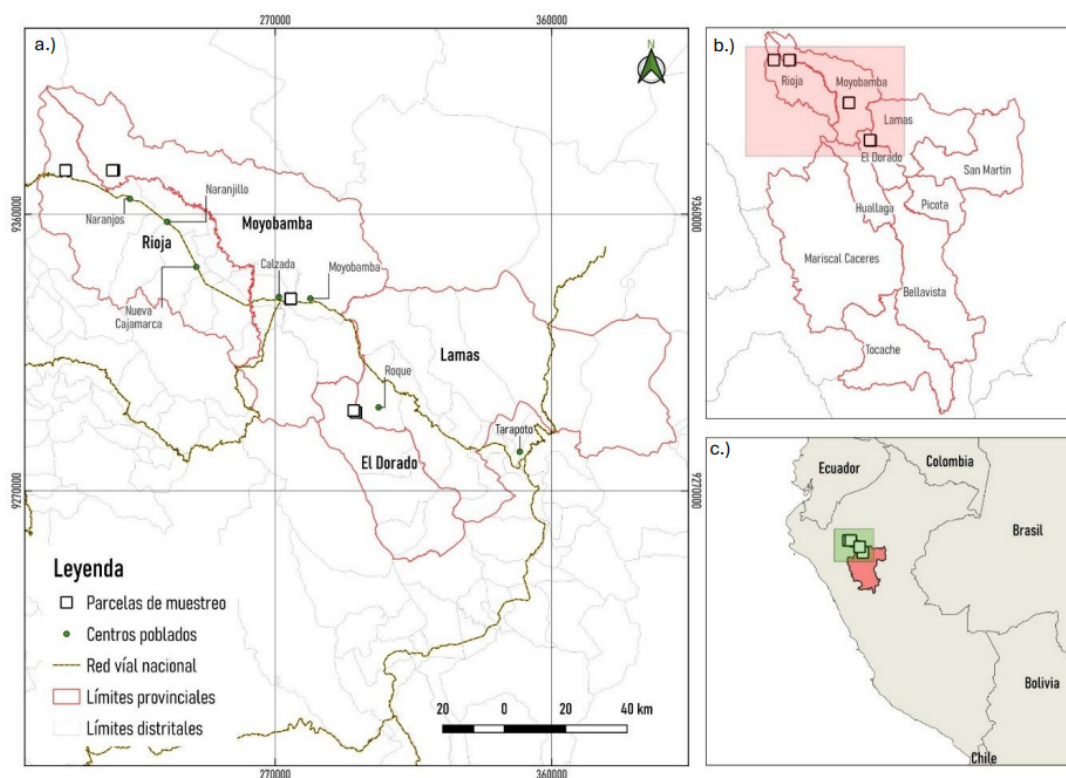 a.)
270000
360000
N
Naranjillo
Naranjos
Moyobamba
Rioja
9360000
9360000
Calzada
Moyobamba
Nueva
Cajamarca
Lamas
Roque
Tarapoto
El Dorado
9270000
9270000
Leyenda
Parcelas de muestreo
Centros poblados
Red víal nacional
Límites provinciales
Límites distritales
20
0
20
40 km
270000
360000
b.)
Rioja
Moyobamba
Lamas
El Dorado
San Martin
Huallaga
Picota
Mariscal Caceres
Bellavista
Tocache
c.)
Ecuador
Colombia
Brasil
Bolivia
Chile